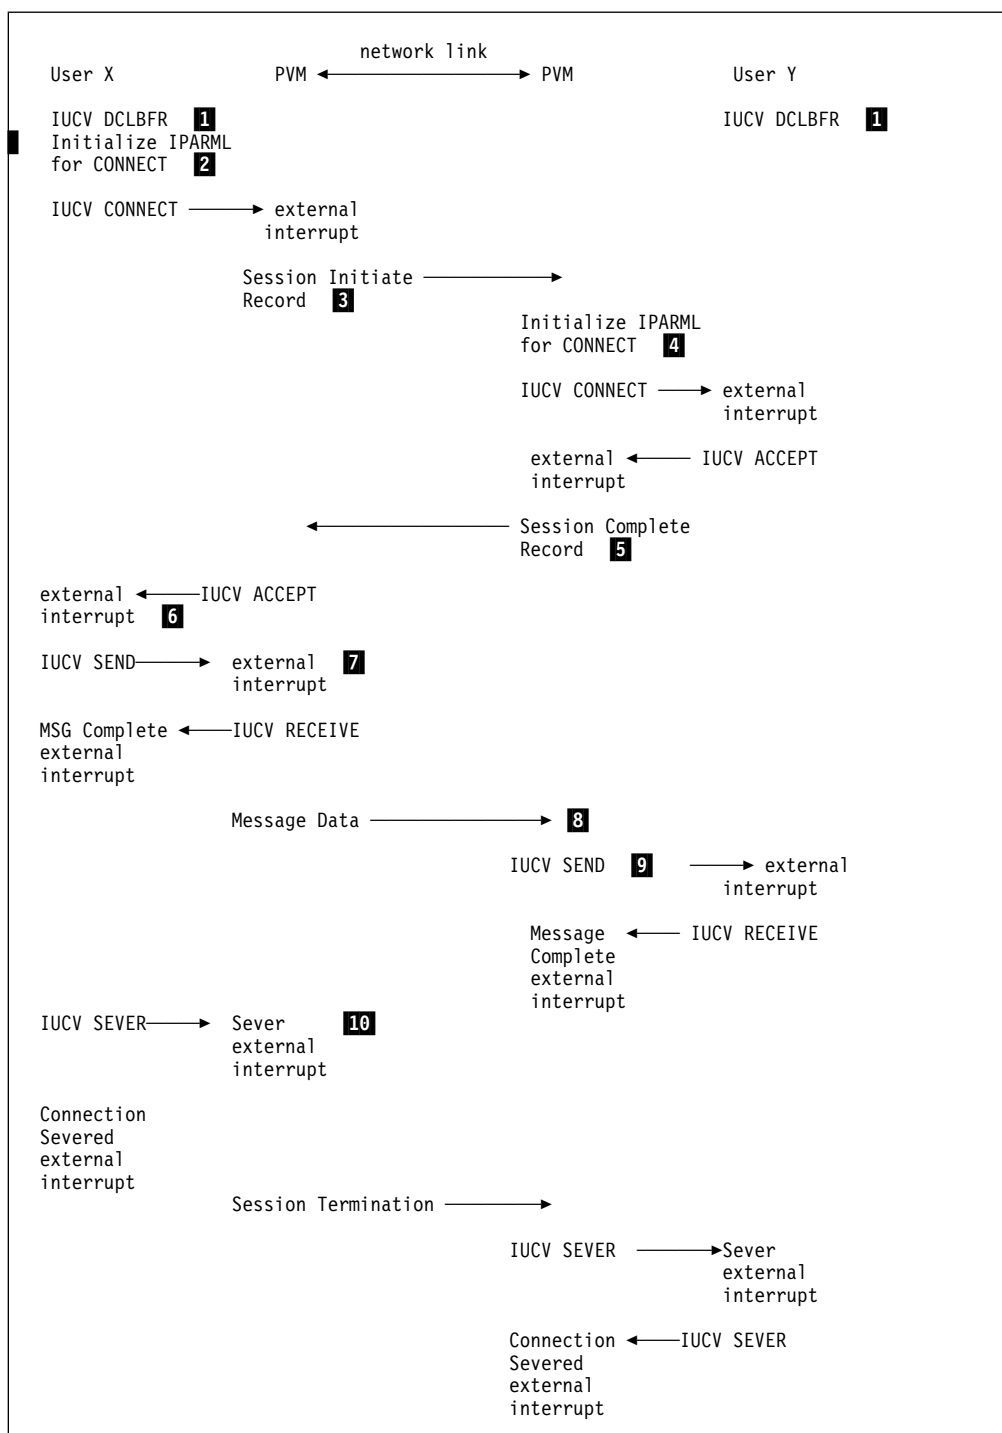 network link
User X PVM PVM User Y
IUCV DCLBFR 1 IUCV DCLBFR 1
Initialize IPARML
for CONNECT 2
IUCV CONNECT external
interrupt
Session Initiate
Record 3
Initialize IPARML
for CONNECT 4
IUCV CONNECT external
interrupt
external IUCV ACCEPT
interrupt
Session Complete
Record 5
external IUCV ACCEPT
interrupt 6
IUCV SEND external 7
interrupt
MSG Complete IUCV RECEIVE
external
interrupt
Message Data 8
IUCV SEND 9 external
interrupt
Message IUCV RECEIVE
Complete
external
interrupt
IUCV SEVER Sever 10
external
interrupt
Connection
Severed
external
interrupt
Session Termination
IUCV SEVER Sever
external
interrupt
Connection IUCV SEVER
Severed
external
interrupt